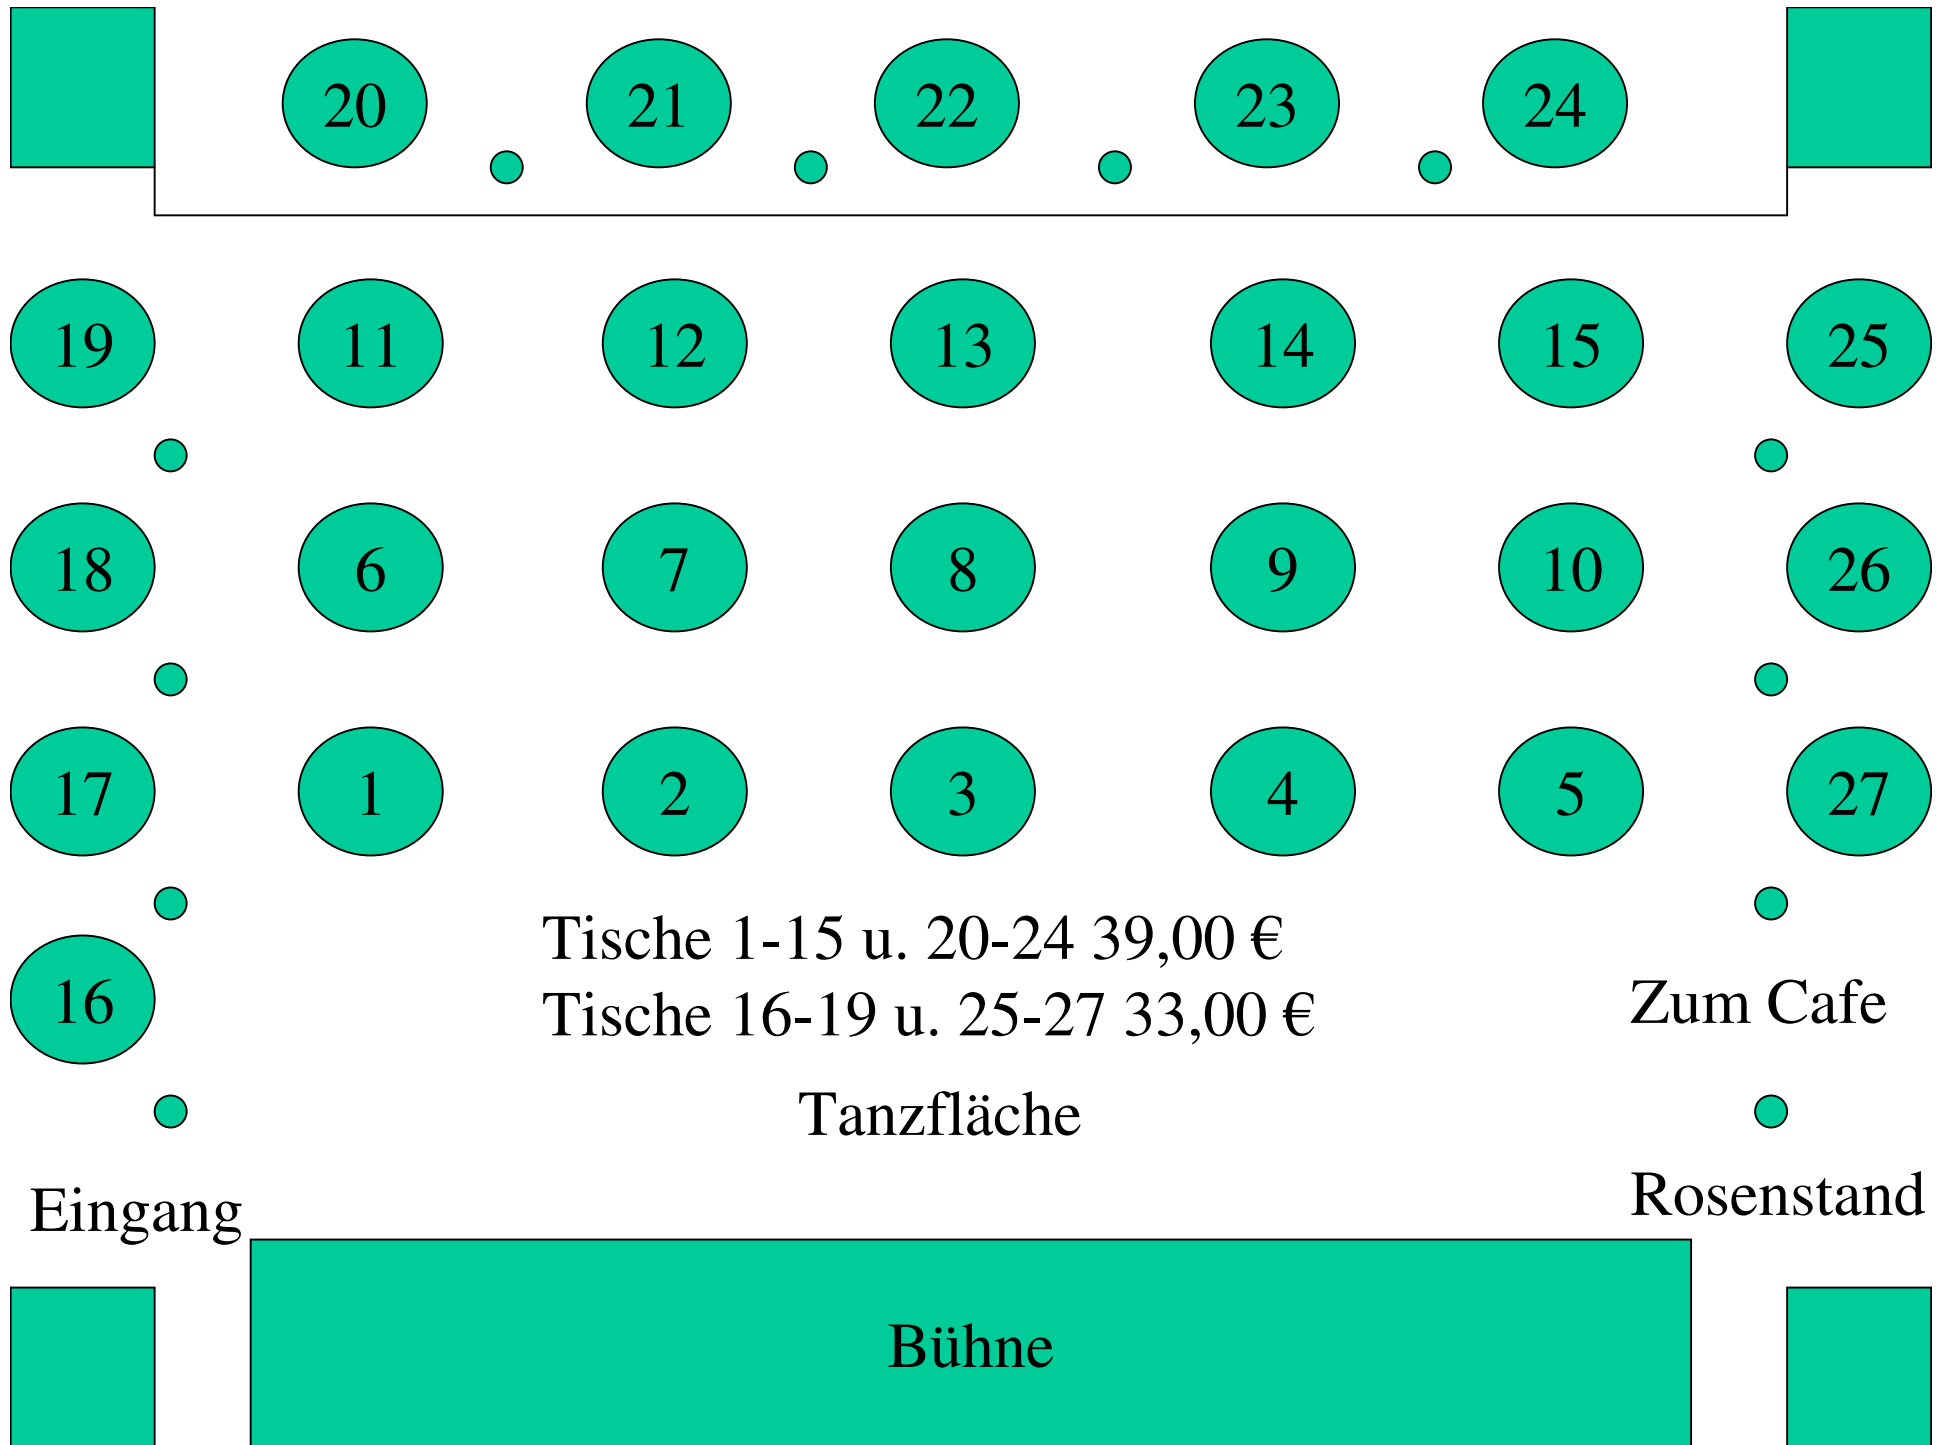 20 21 22 23 24
19 11 12 13 14 15 25
18 6 7 8 9 10 26
17 1 2 3 4 5 27
Tische 1-15 u. 20-24 39,00 €
Tische 16-19 u. 25-27 33,00 €
16
Zum Cafe
Tanzfläche
Eingang
Rosenstand
Bühne